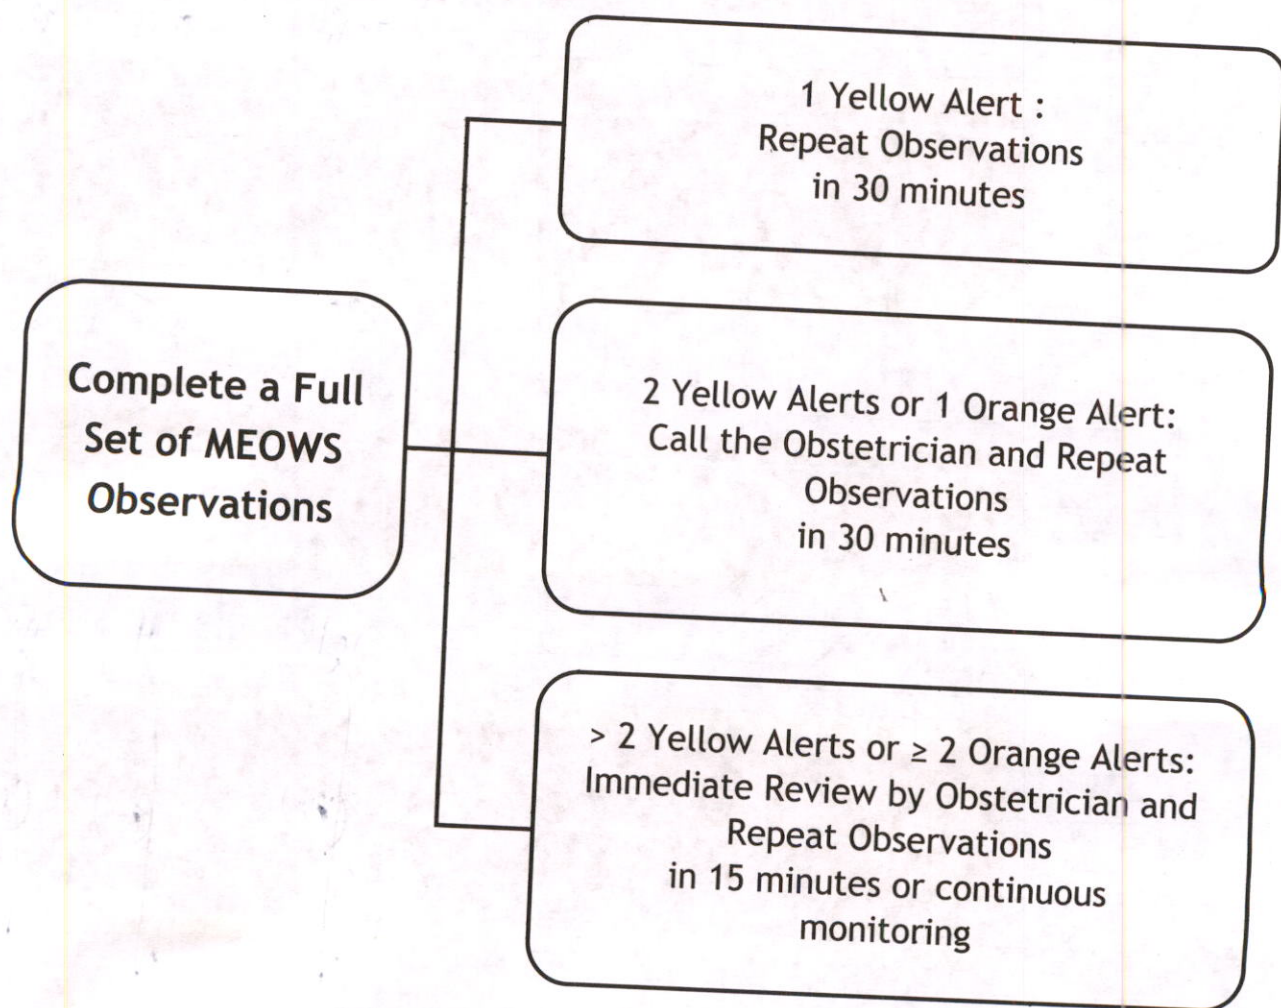 Complete a Full
Set of MEOWS
Observations
1 Yellow Alert :
Repeat Observations
in 30 minutes
2 Yellow Alerts or 1 Orange Alert:
Call the Obstetrician and Repeat
Observations
in 30 minutes
> 2 Yellow Alerts or ≥ 2 Orange Alerts:
Immediate Review by Obstetrician and
Repeat Observations
in 15 minutes or continuous
monitoring